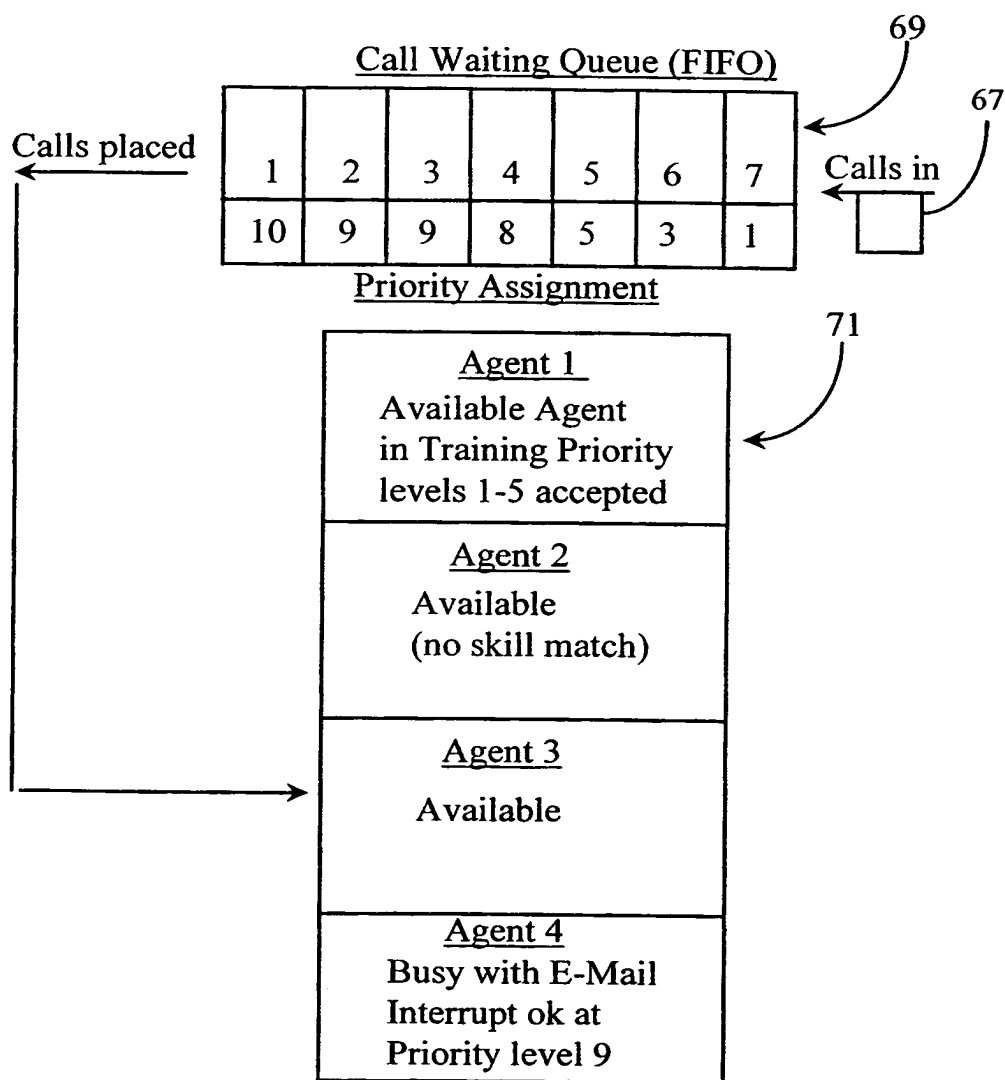 69
Call Waiting Queue (FIFO)
67
Calls placed
1 2 3 4 5 6 7
Calls in
10 9 9 8 5 3 1
Priority Assignment
71
Agent 1
Available Agent
in Training Priority
levels 1-5 accepted
Agent 2
Available
(no skill match)
Agent 3
Available
Agent 4
Busy with E-Mail
Interrupt ok at
Priority level 9